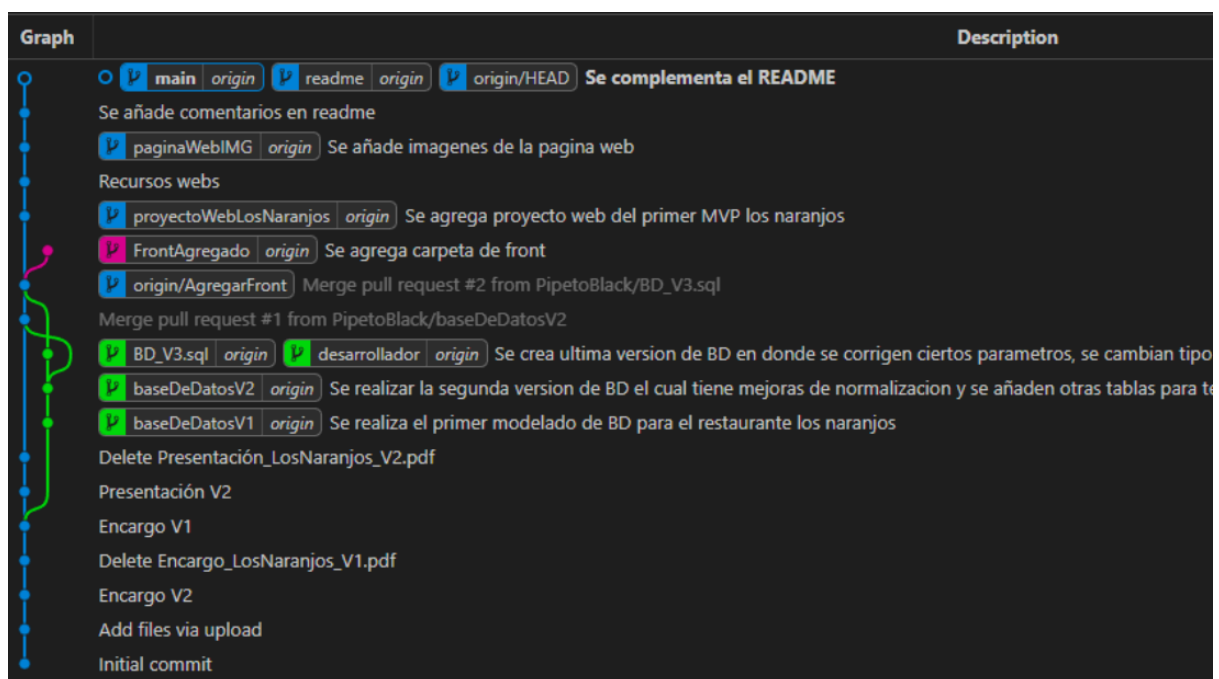 Graph Description
main origin readme origin origin/HEAD Se complementa el README
Se añade comentarios en readme
paginaWebIMG origin Se añade imagenes de la pagina web
Recursos webs
proyectoWebLosNaranjos origin Se agrega proyecto web del primer MVP los naranjos
FrontAgregado origin Se agrega carpeta de front
origin/AgregarFront Merge pull request #2 from PipetoBlack/BD_V3.sql
Merge pull request #1 from PipetoBlack/baseDeDatosV2
BD_V3.sql origin desarrollador origin Se crea ultima version de BD en donde se corrigen ciertos parametros, se cambian tipo
baseDeDatosV2 origin Se realizar la segunda version de BD el cual tiene mejoras de normalizacion y se añaden otras tablas para te
baseDeDatosV1 origin Se realiza el primer modelado de BD para el restaurante los naranjos
Delete Presentación_LosNaranjos_V2.pdf
Presentación V2
Encargo V1
Delete Encargo_LosNaranjos_V1.pdf
Encargo V2
Add files via upload
Initial commit